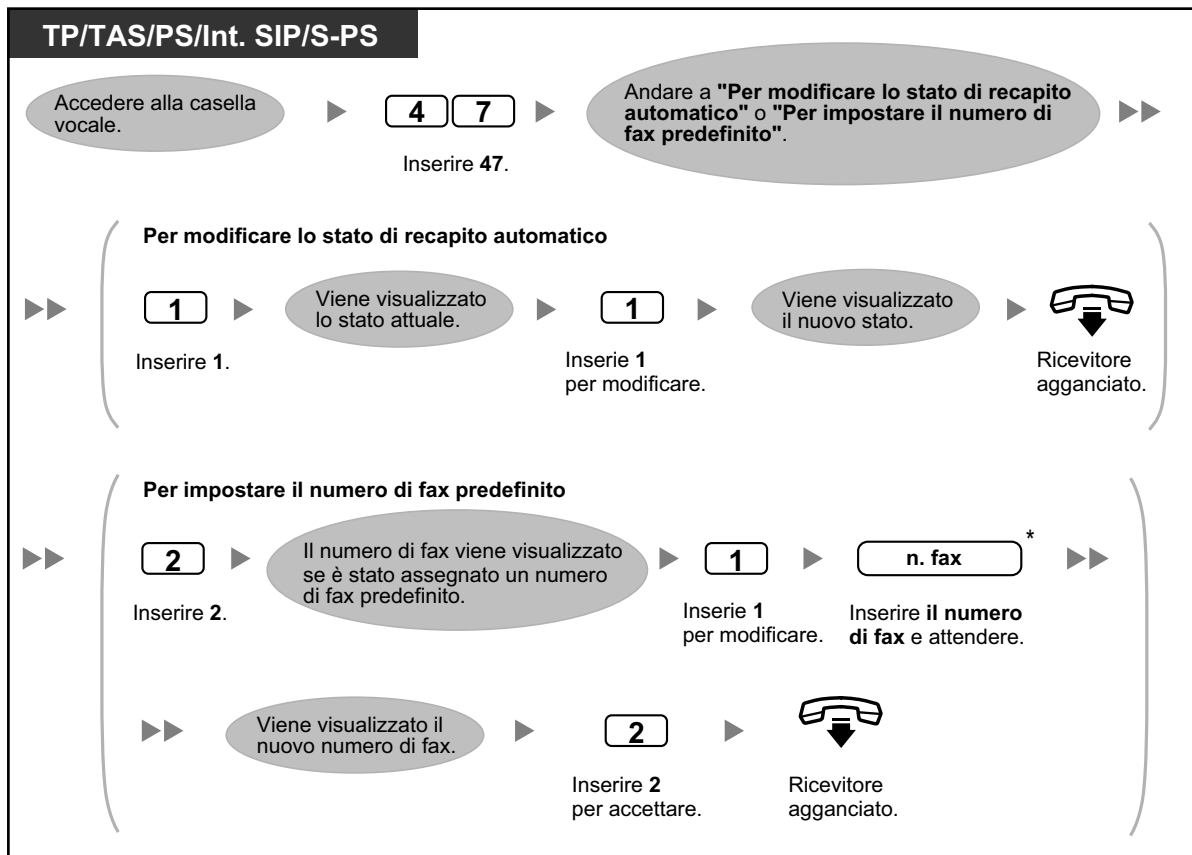 TP/TAS/PS/Int. SIP/S-PS
Accedere alla casella
vocale.
4 7
Inserire 47.
Andare a "Per modificare lo stato di recapito
automatico" o "Per impostare il numero di
fax predefinito".
Per modificare lo stato di recapito automatico
1
Inserire 1.
Viene visualizzato
lo stato attuale.
1
Inserie 1
per modificare.
Viene visualizzato
il nuovo stato.
Ricevitore
agganciato.
Per impostare il numero di fax predefinito
2
Inserire 2.
Il numero di fax viene visualizzato
se è stato assegnato un numero
di fax predefinito.
1
Inserie 1
per modificare.
n. fax *
Inserire il numero
di fax e attendere.
Viene visualizzato il
nuovo numero di fax.
2
Inserire 2
per accettare.
Ricevitore
agganciato.